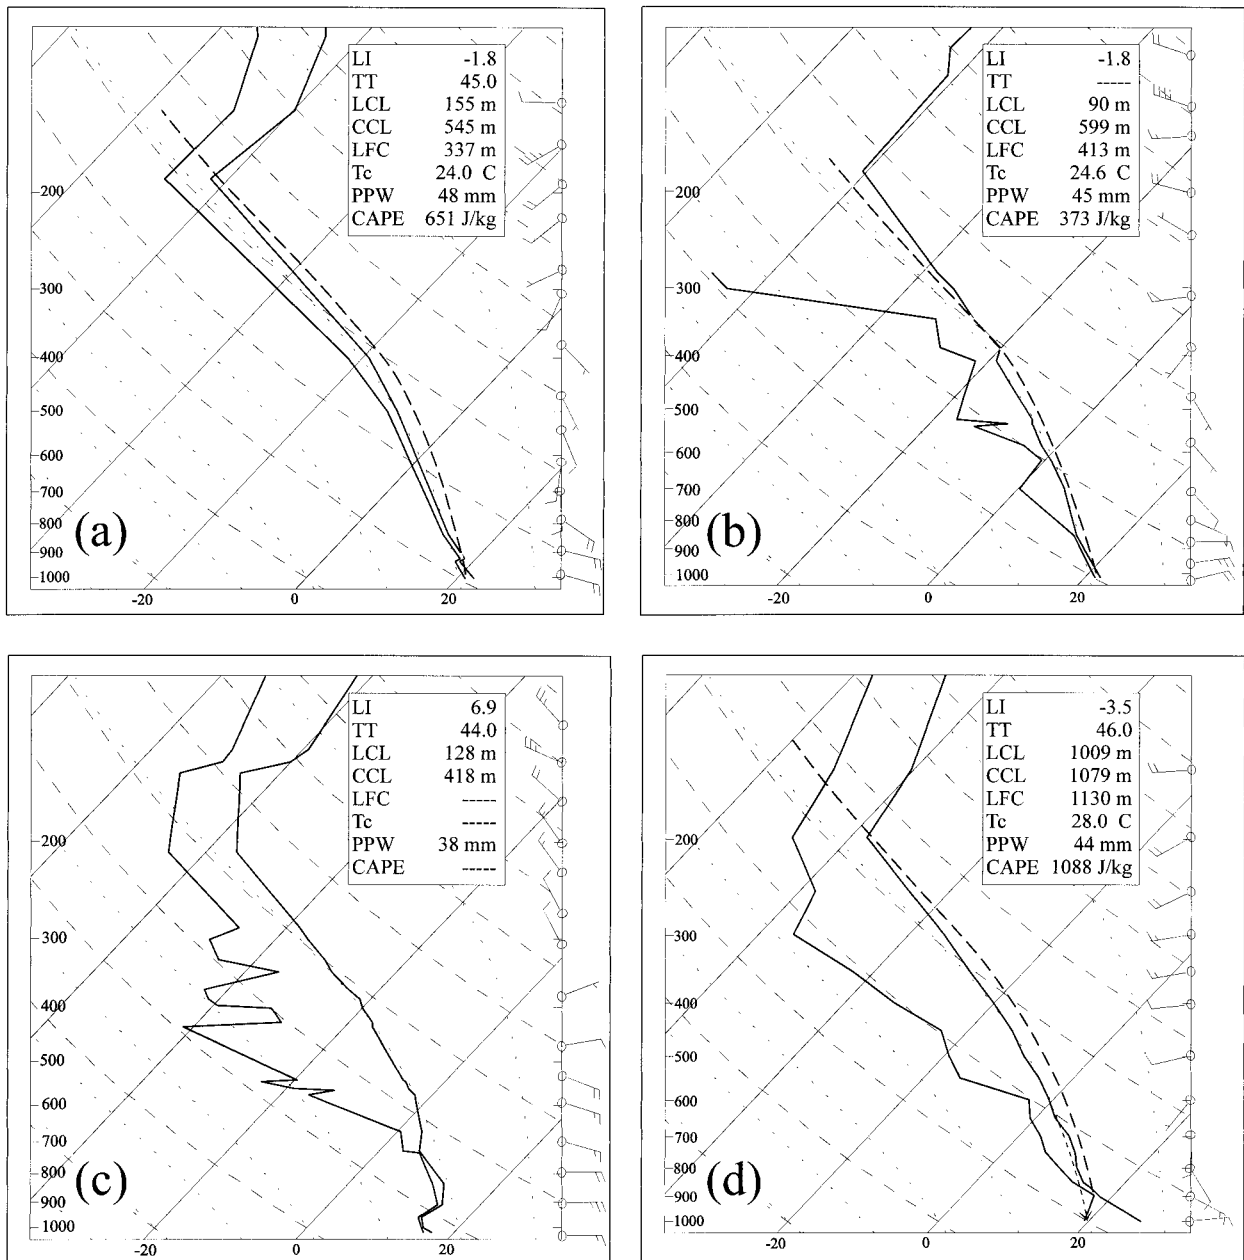 LI -1.8
TT 45.0
LCL 155 m
CCL 545 m
LFC 337 m
Tc 24.0 C
PPW 48 mm
CAPE 651 J/kg
200
300
400
500
600
700
800
900
1000
(a)
-20 0 20
LI -1.8
TT -----
LCL 90 m
CCL 599 m
LFC 413 m
Tc 24.6 C
PPW 45 mm
CAPE 373 J/kg
200
300
400
500
600
700
800
900
1000
(b)
-20 0 20
LI 6.9
TT 44.0
LCL 128 m
CCL 418 m
LFC -----
Tc -----
PPW 38 mm
CAPE -----
200
300
400
500
600
700
800
900
1000
(c)
-20 0 20
LI -3.5
TT 46.0
LCL 1009 m
CCL 1079 m
LFC 1130 m
Tc 28.0 C
PPW 44 mm
CAPE 1088 J/kg
200
300
400
500
600
700
800
900
1000
(d)
-20 0 20